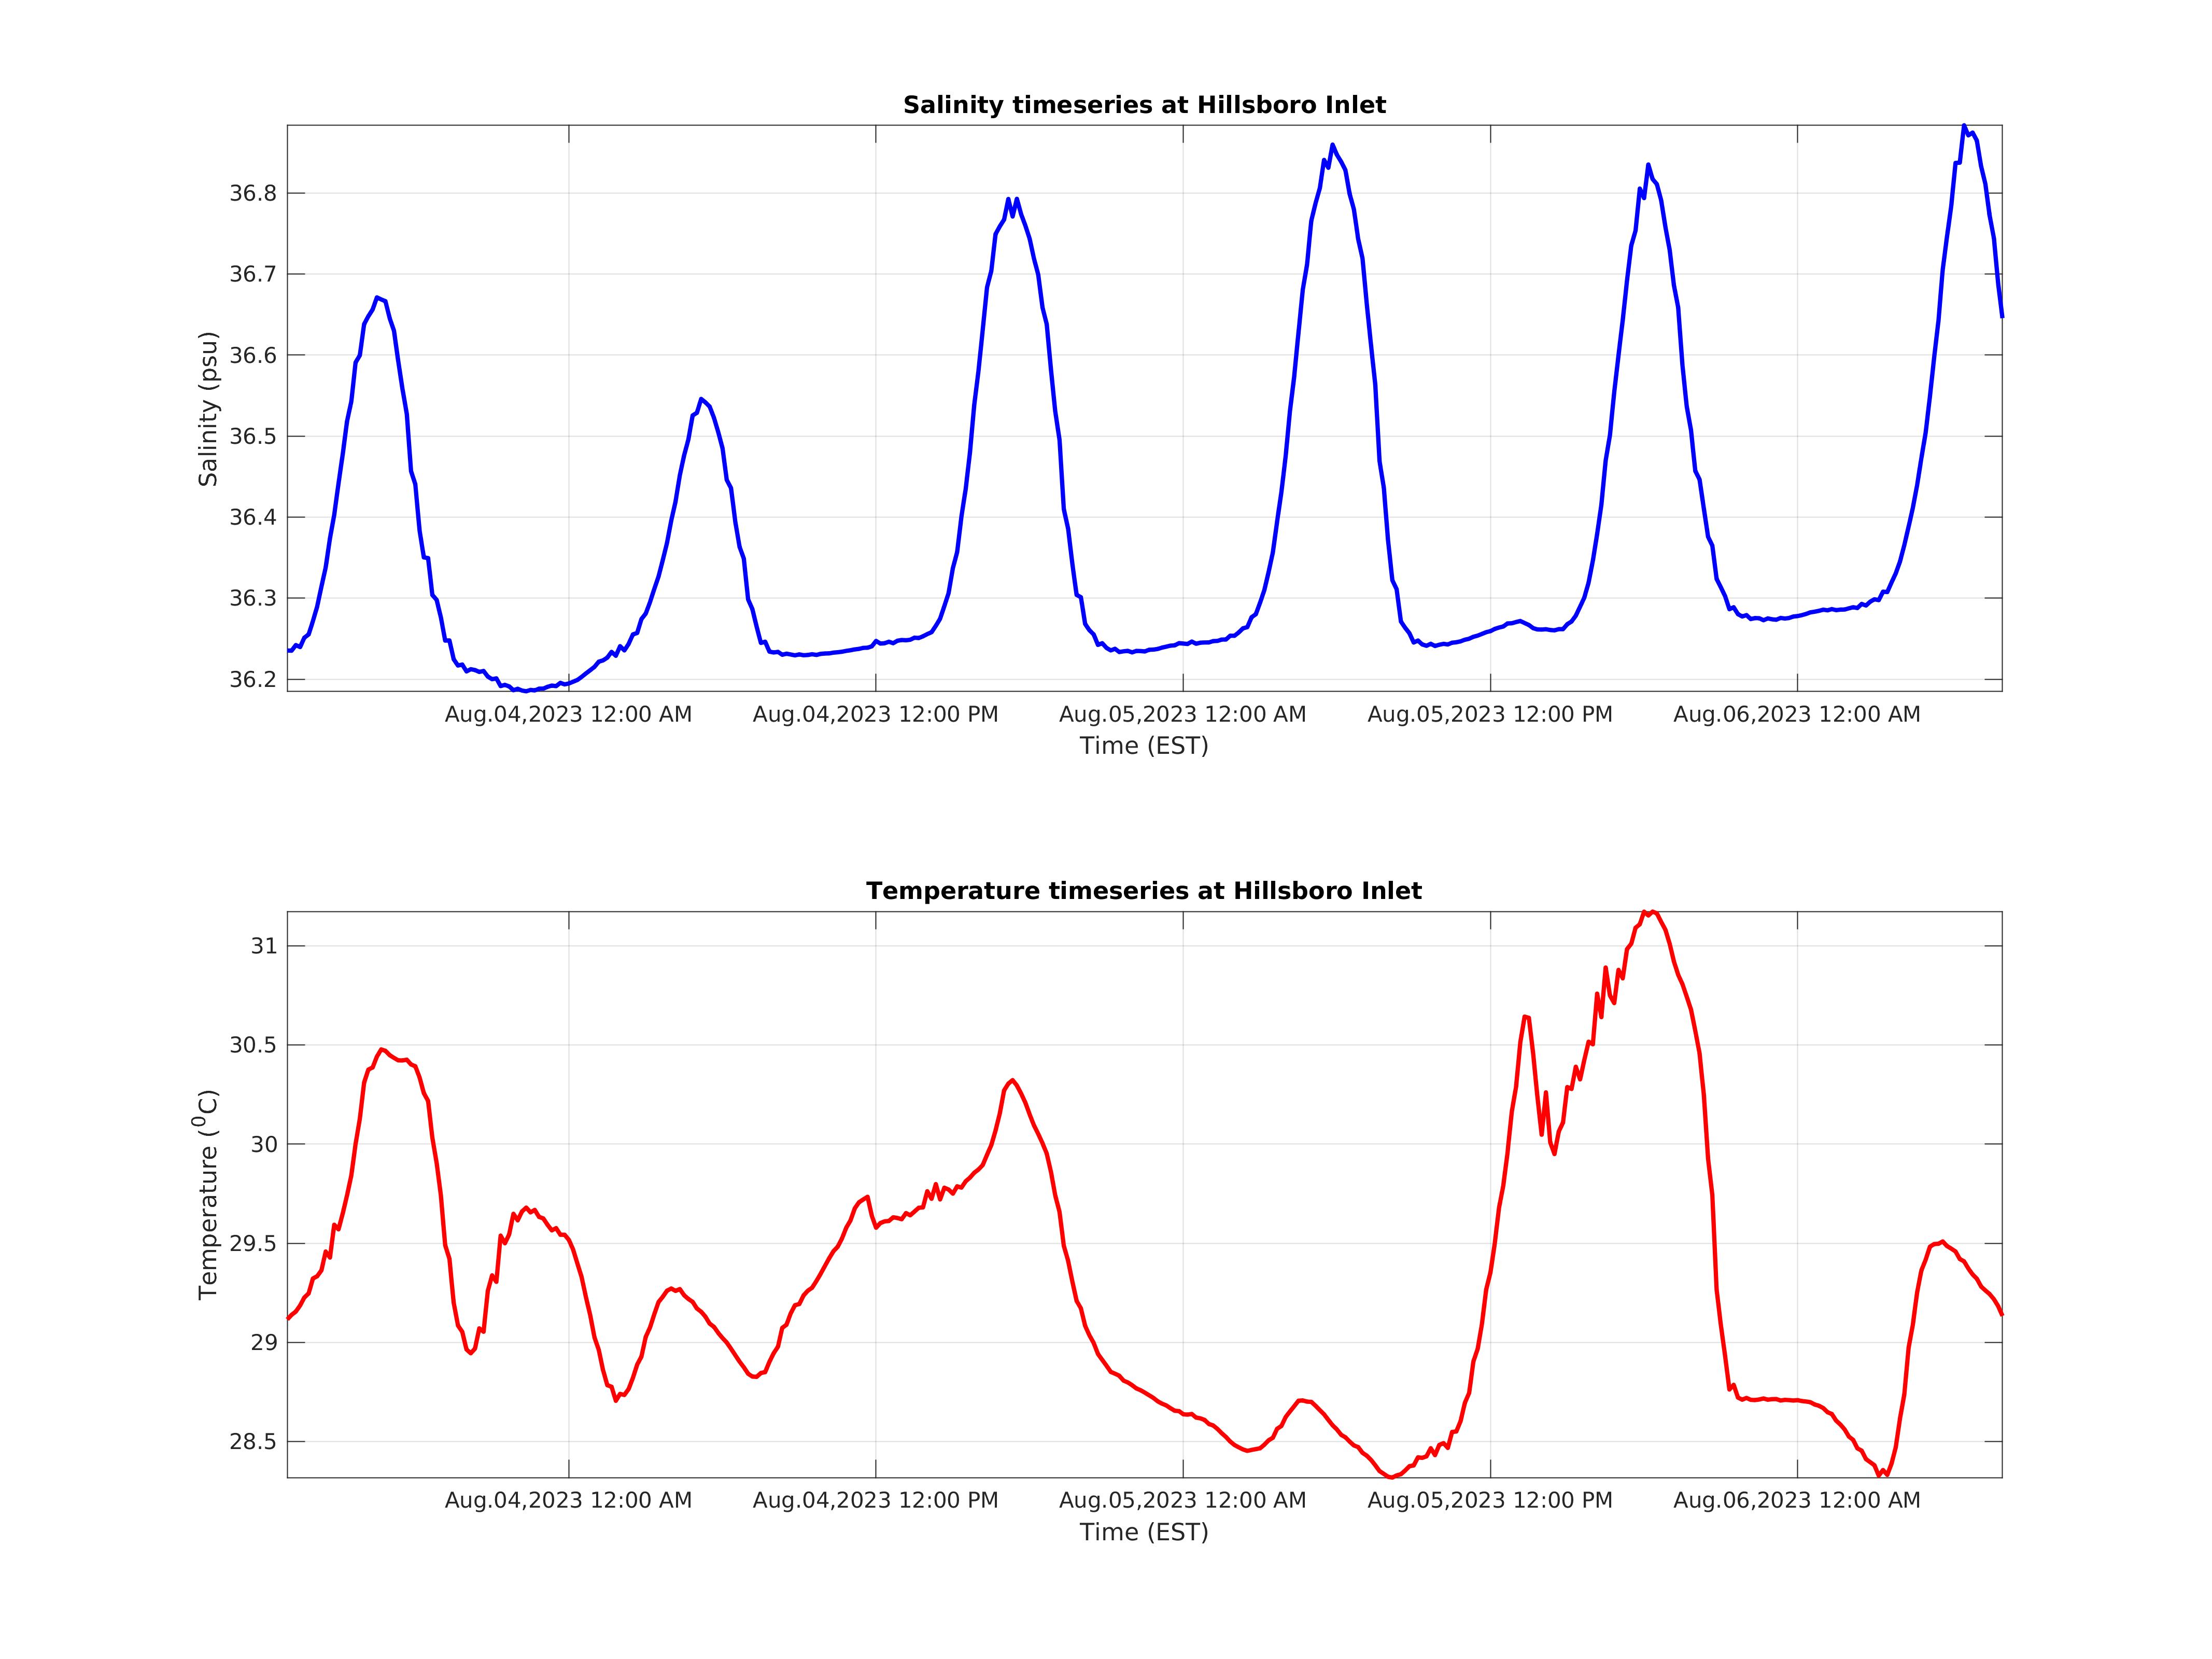 Salinity timeseries at Hillsboro Inlet
36.8
36.7
36.6
36.5
36.4
36.3
36.2
Salinity (psu)
Aug.04,2023 12:00 AM Aug.04,2023 12:00 PM Aug.05,2023 12:00 AM Aug.05,2023 12:00 PM Aug.06,2023 12:00 AM
Time (EST)
Temperature timeseries at Hillsboro Inlet
31
30.5
30
29.5
29
28.5
Temperature (⁰C)
Aug.04,2023 12:00 AM Aug.04,2023 12:00 PM Aug.05,2023 12:00 AM Aug.05,2023 12:00 PM Aug.06,2023 12:00 AM
Time (EST)